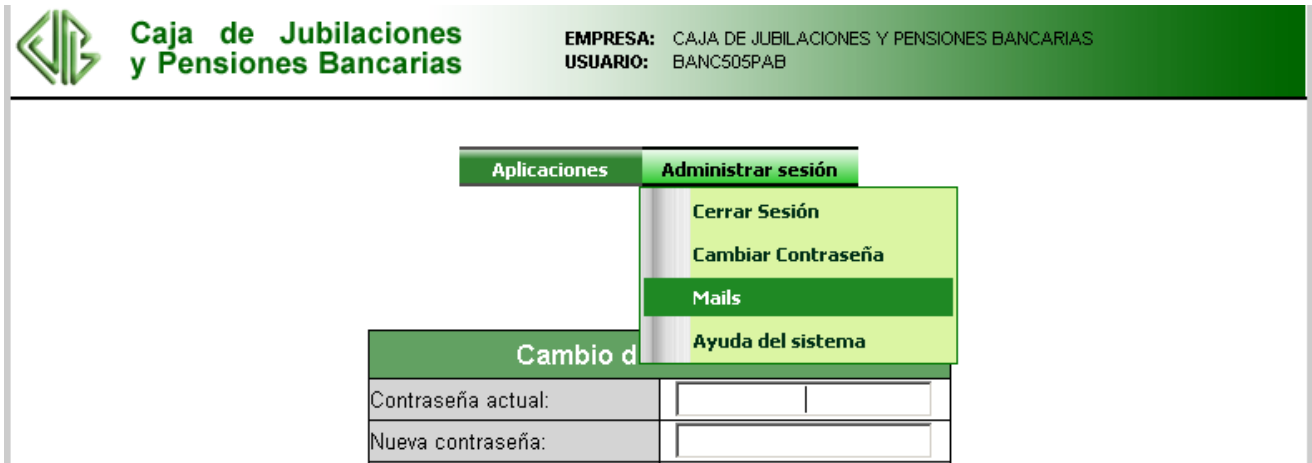 Caja de Jubilaciones
y Pensiones Bancarias
EMPRESA: CAJA DE JUBILACIONES Y PENSIONES BANCARIAS
USUARIO: BANC505PAB
Aplicaciones Administrar sesión
Cerrar Sesión
Cambiar Contraseña
Mails
Ayuda del sistema
Cambio d
Contraseña actual:
Nueva contraseña: